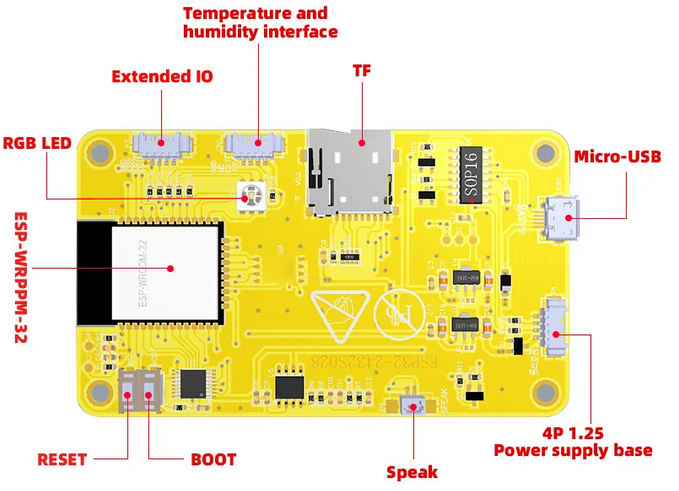 Temperature and
humidity interface
Extended IO
TF
RGB LED
Micro-USB
SOP16
ESP-WRPPM-32
ESP-WROOM-32
ESP32-2432S028
SPEAK
4P 1.25
Power supply base
RESET
BOOT
Speak